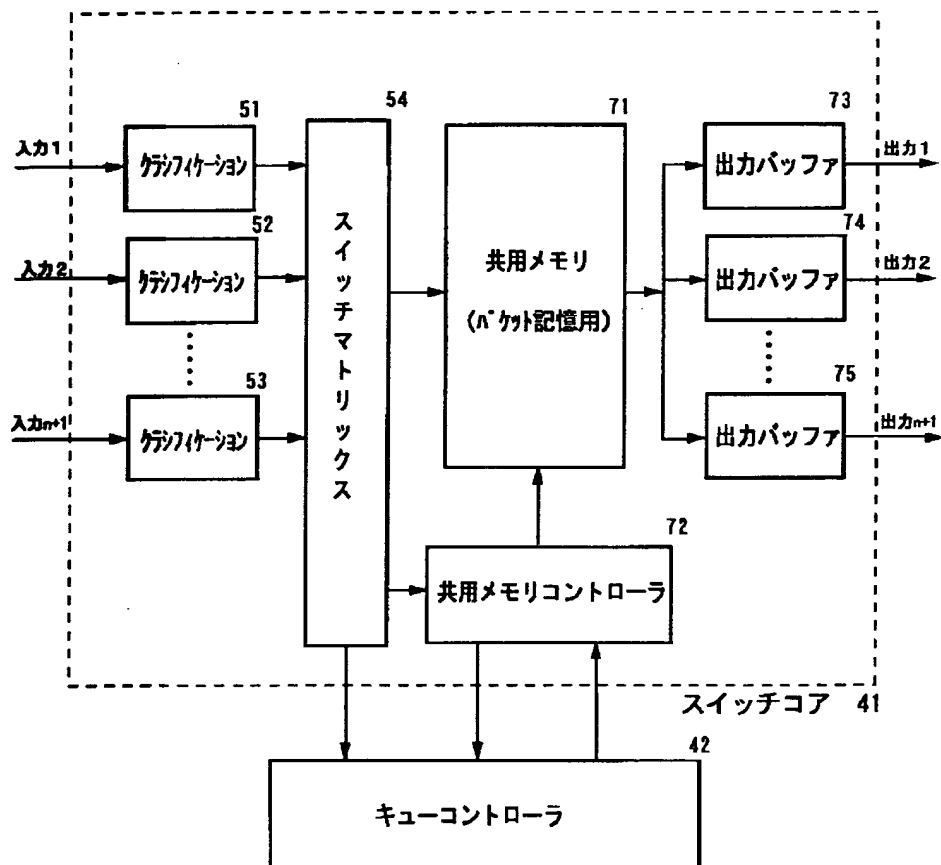 51
54
71
73
入力1
クラシフィケーション
出力バッファ
出力1
52
74
入力2
クラシフィケーション
スイッチマトリックス
共用メモリ
(パケット記憶用)
出力バッファ
出力2
53
75
入力n+1
クラシフィケーション
出力バッファ
出力n+1
72
共用メモリコントローラ
スイッチコア 41
42
キューコントローラ